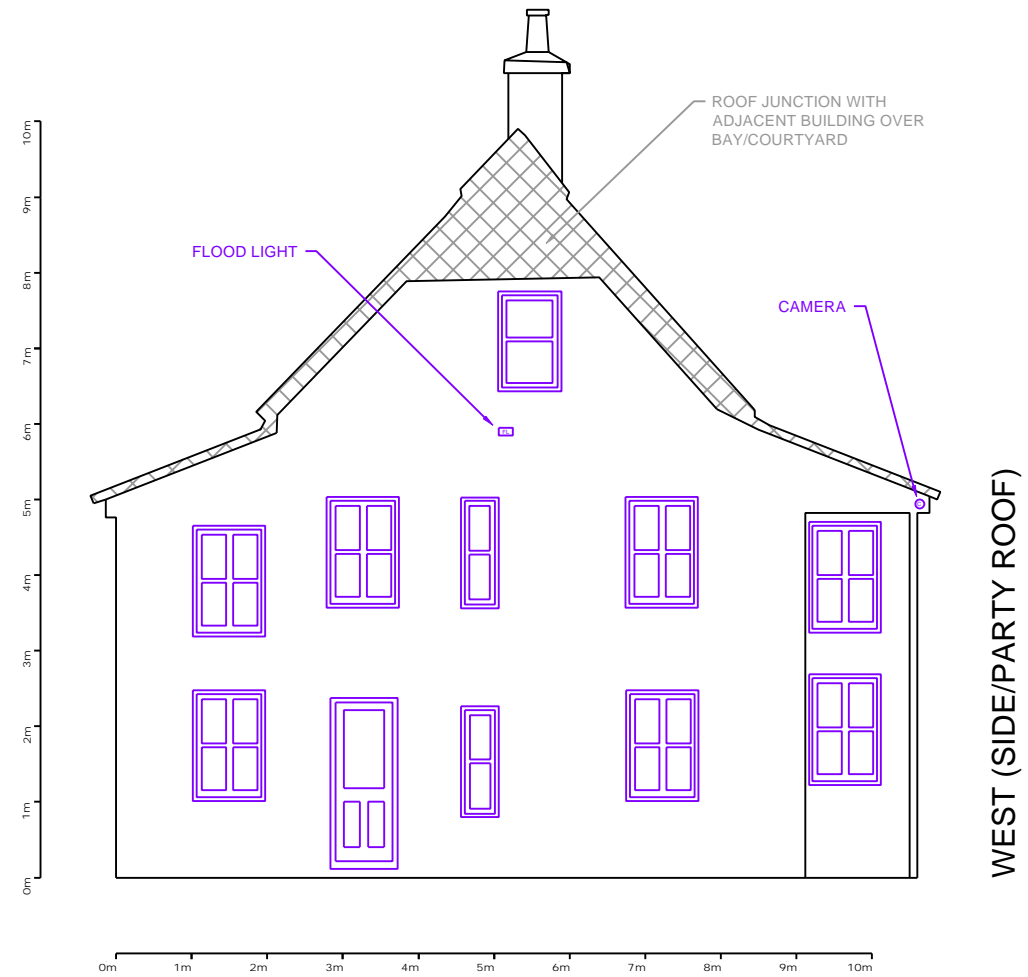 ROOF JUNCTION WITH
ADJACENT BUILDING OVER
BAY/COURTYARD
FLOOD LIGHT
CAMERA
FL
10m
9m
8m
7m
6m
5m
4m
3m
2m
1m
0m
WEST (SIDE/PARTY ROOF)
0m 1m 2m 3m 4m 5m 6m 7m 8m 9m 10m